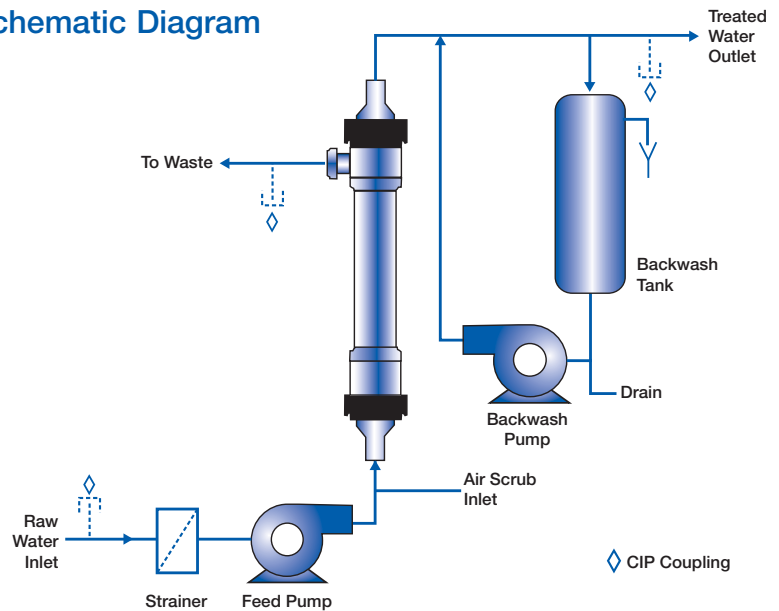 chematic Diagram
Treated
Water
Outlet
To Waste
Backwash
Tank
Drain
Backwash
Pump
Air Scrub
Inlet
Raw
Water
Inlet
CIP Coupling
Strainer
Feed Pump